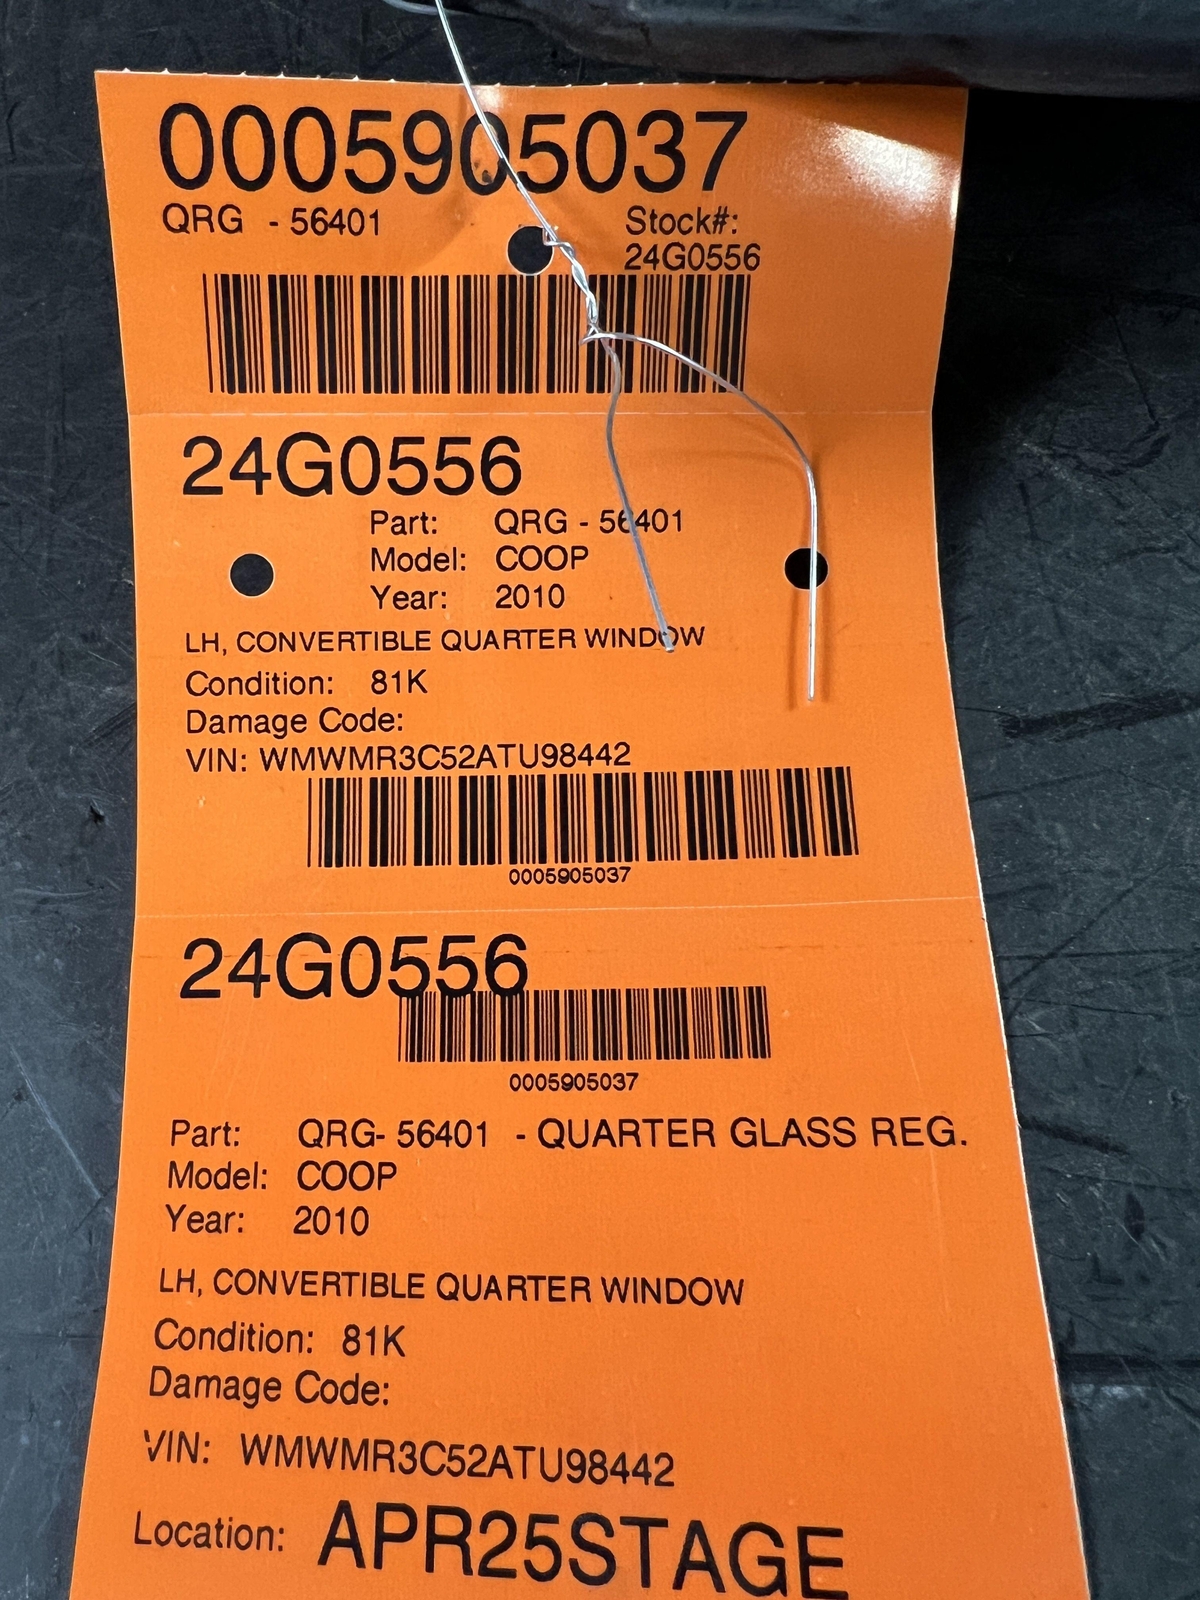 0005905037
QRG - 56401
Stock#:
24G0556
24G0556
Part: QRG - 56401
Model: COOP
Year: 2010
LH, CONVERTIBLE QUARTER WINDOW
Condition: 81K
Damage Code:
VIN: WMWMR3C52ATU98442
0005905037
24G0556
0005905037
Part: QRG- 56401 - QUARTER GLASS REG.
Model: COOP
Year: 2010
LH, CONVERTIBLE QUARTER WINDOW
Condition: 81K
Damage Code:
VIN: WMWMR3C52ATU98442
Location: APR25STAGE